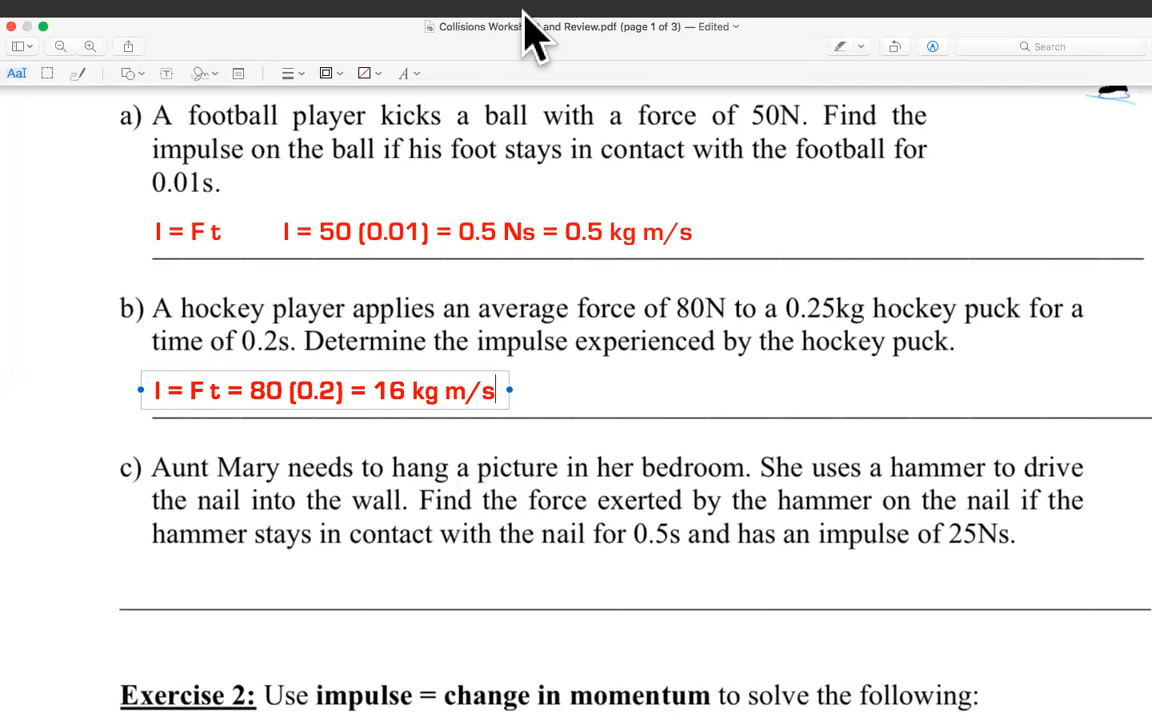 Collisions Works and Review.pdf (page 1 of 3) — Edited
Search
AaI
T
A
a) A football player kicks a ball with a force of 50N. Find the
impulse on the ball if his foot stays in contact with the football for
0.01s.
I = F t I = 50 (0.01) = 0.5 Ns = 0.5 kg m/s
b) A hockey player applies an average force of 80N to a 0.25kg hockey puck for a
time of 0.2s. Determine the impulse experienced by the hockey puck.
I = F t = 80 (0.2) = 16 kg m/s
c) Aunt Mary needs to hang a picture in her bedroom. She uses a hammer to drive
the nail into the wall. Find the force exerted by the hammer on the nail if the
hammer stays in contact with the nail for 0.5s and has an impulse of 25Ns.
Exercise 2: Use impulse = change in momentum to solve the following: